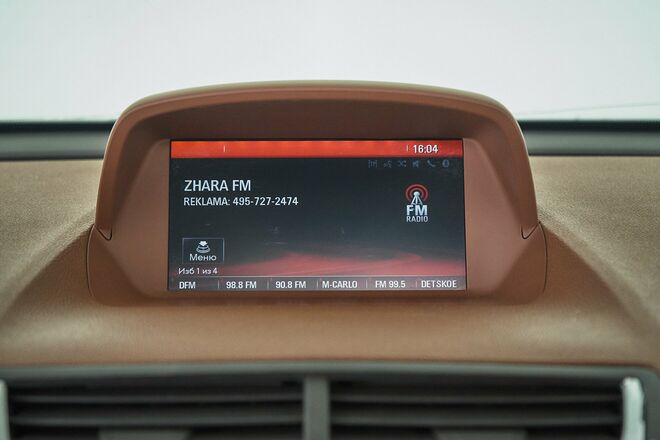 16:04
ZHARA FM
REKLAMA: 495-727-2474
FM
RADIO
Меню
Изб 1 из 4
DFM 98.8 FM 90.8 FM M-CARLO FM 99.5 DETSKOE